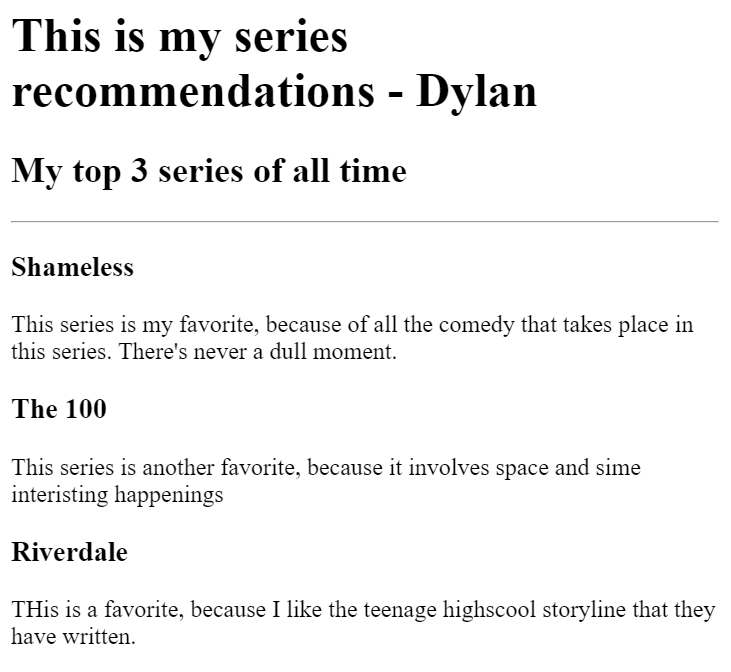 This is my series
recommendations - Dylan
My top 3 series of all time
Shameless
This series is my favorite, because of all the comedy that takes place in
this series. There's never a dull moment.
The 100
This series is another favorite, because it involves space and sime
interisting happenings
Riverdale
THis is a favorite, because I like the teenage highscool storyline that they
have written.